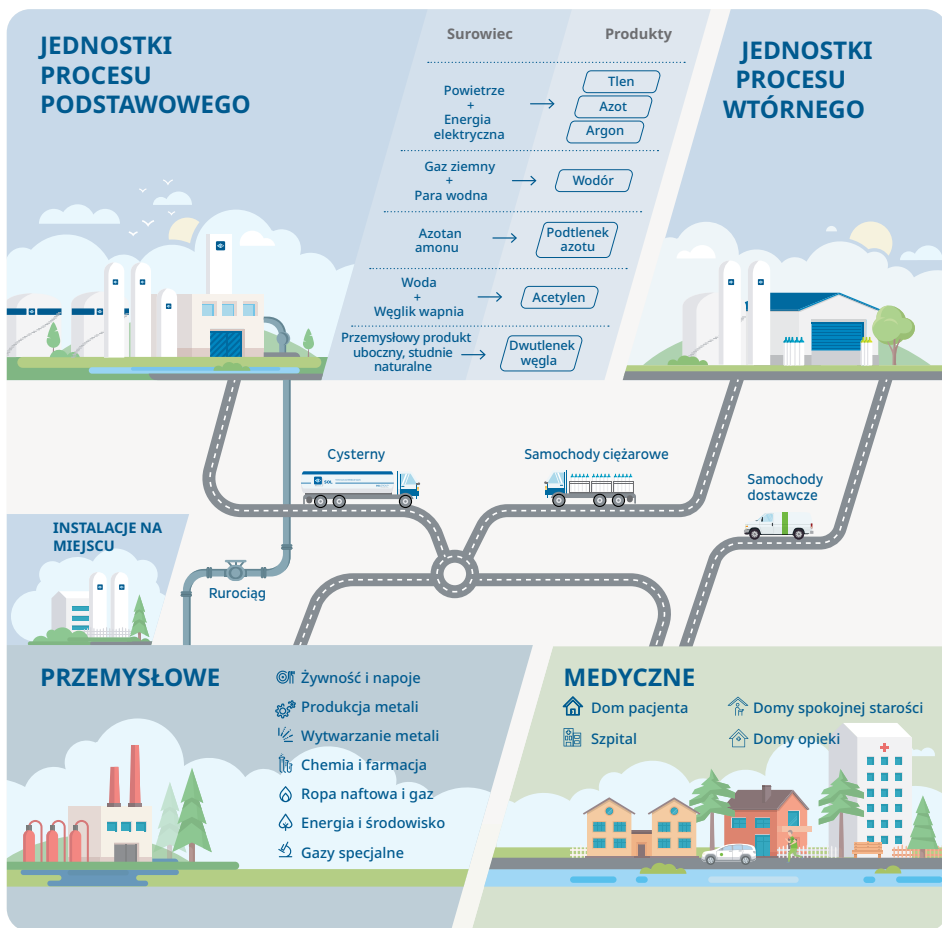 JEDNOSTKI
PROCESU
PODSTAWOWEGO
Surowiec
Produkty
Powietrze
+
Energia
elektryczna
Tlen
Azot
Argon
Gaz ziemny
+
Para wodna
Wodór
Azotan
amonu
Podtlenek
azotu
Woda
+
Węglik wapnia
Acetylen
Przemysłowy produkt
uboczny, studnie
naturalne
Dwutlenek
węgla
JEDNOSTKI
PROCESU
WTÓRNEGO
Cysterny
SOL
Samochody ciężarowe
Samochody
dostawcze
INSTALACJE NA
MIEJSCU
Rurociąg
PRZEMYSŁOWE
Żywność i napoje
Produkcja metali
Wytwarzanie metali
Chemia i farmacja
Ropa naftowa i gaz
Energia i środowisko
Gazy specjalne
MEDYCZNE
Dom pacjenta
Szpital
Domy spokojnej starości
Domy opieki